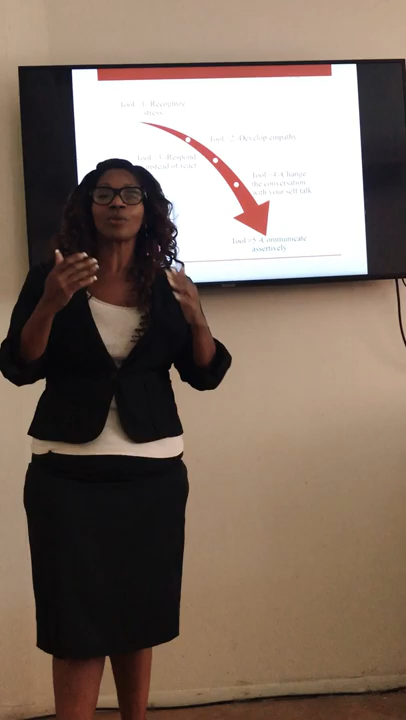 Tool #1-Recognize
stress
Tool #2-Develop empathy
Tool #3-Respond
instead of react
Tool #4-Change
the conversation
with your self talk
Tool #5-Communicate
assertively